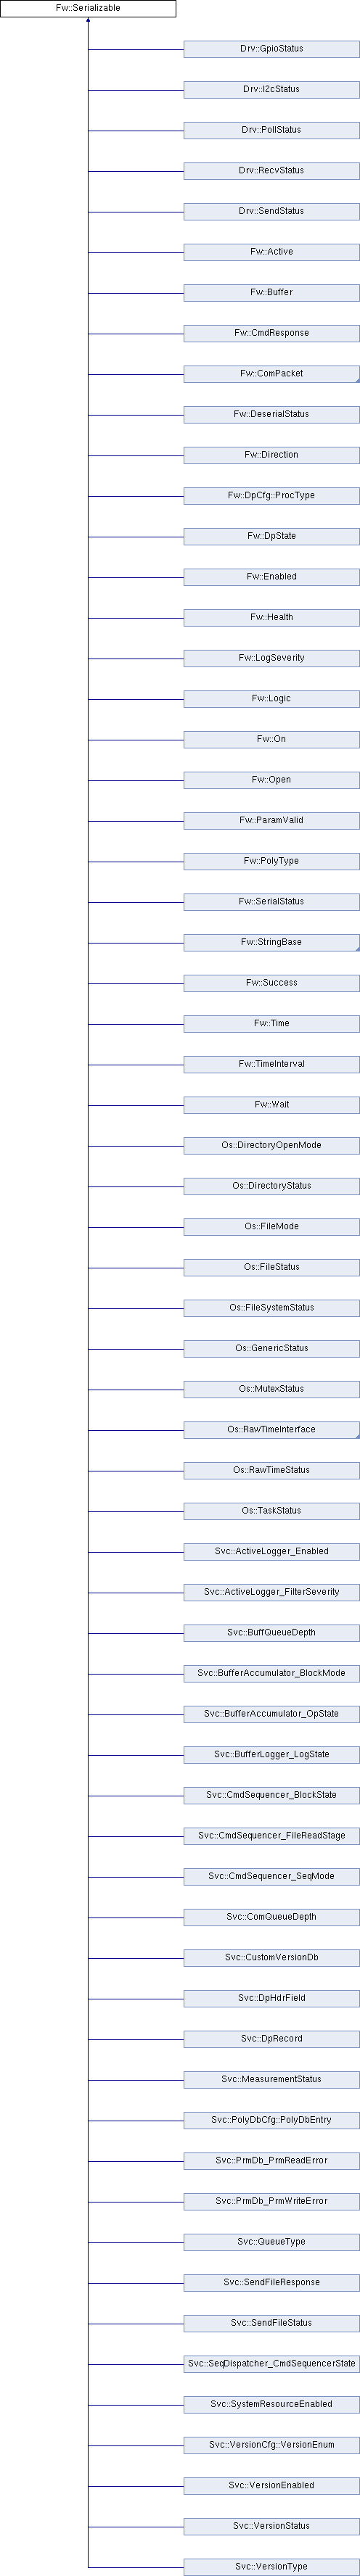 Fw::Serializable
Drv::GpioStatus
Drv::I2cStatus
Drv::PollStatus
Drv::RecvStatus
Drv::SendStatus
Fw::Active
Fw::Buffer
Fw::CmdResponse
Fw::ComPacket
Fw::DeserialStatus
Fw::Direction
Fw::DpCfg::ProcType
Fw::DpState
Fw::Enabled
Fw::Health
Fw::LogSeverity
Fw::Logic
Fw::On
Fw::Open
Fw::ParamValid
Fw::PolyType
Fw::SerialStatus
Fw::StringBase
Fw::Success
Fw::Time
Fw::TimeInterval
Fw::Wait
Os::DirectoryOpenMode
Os::DirectoryStatus
Os::FileMode
Os::FileStatus
Os::FileSystemStatus
Os::GenericStatus
Os::MutexStatus
Os::RawTimeInterface
Os::RawTimeStatus
Os::TaskStatus
Svc::ActiveLogger_Enabled
Svc::ActiveLogger_FilterSeverity
Svc::BuffQueueDepth
Svc::BufferAccumulator_BlockMode
Svc::BufferAccumulator_OpState
Svc::BufferLogger_LogState
Svc::CmdSequencer_BlockState
Svc::CmdSequencer_FileReadStage
Svc::CmdSequencer_SeqMode
Svc::ComQueueDepth
Svc::CustomVersionDb
Svc::DpHdrField
Svc::DpRecord
Svc::MeasurementStatus
Svc::PolyDbCfg::PolyDbEntry
Svc::PrmDb_PrmReadError
Svc::PrmDb_PrmWriteError
Svc::QueueType
Svc::SendFileResponse
Svc::SendFileStatus
Svc::SeqDispatcher_CmdSequencerState
Svc::SystemResourceEnabled
Svc::VersionCfg::VersionEnum
Svc::VersionEnabled
Svc::VersionStatus
Svc::VersionType